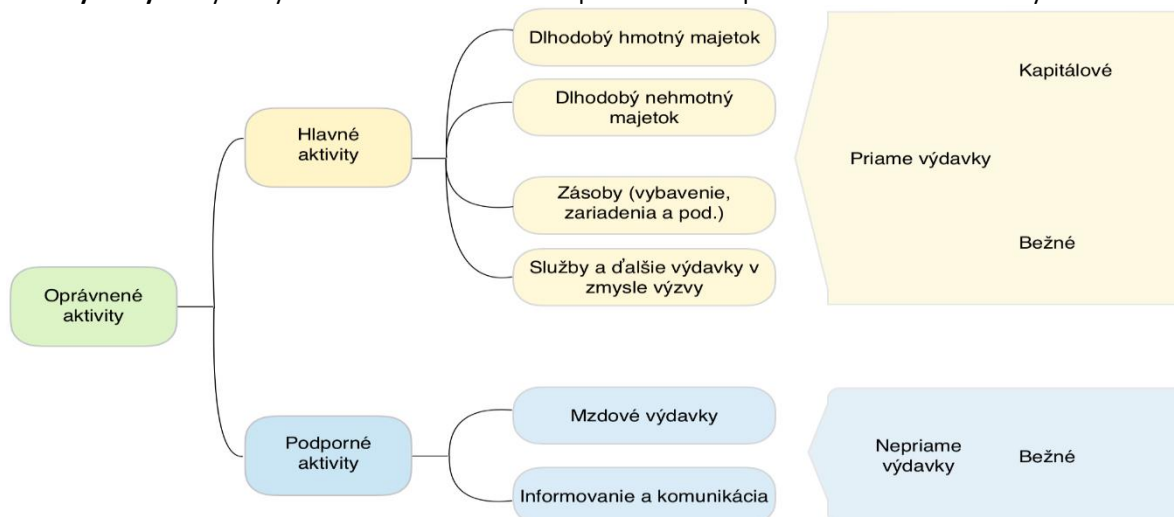 Dlhodobý hmotný majetok
Kapitálové
Dlhodobý nehmotný
majetok
Hlavné
aktivity
Priame výdavky
Zásoby (vybavenie,
zariadenia a pod.)
Bežné
Služby a ďalšie výdavky v
zmysle výzvy
Oprávnené
aktivity
Mzdové výdavky
Podporné
aktivity
Nepriame
výdavky
Bežné
Informovanie a komunikácia